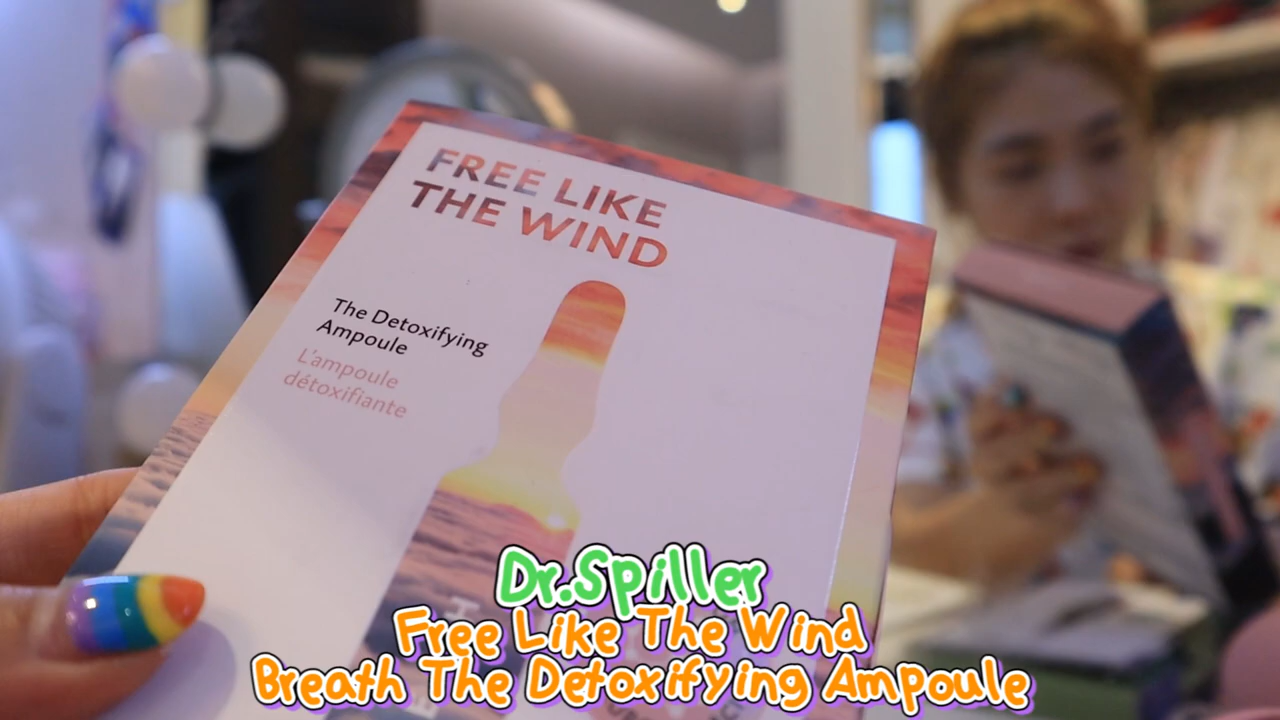 FREE LIKE
THE WIND
The Detoxifying
Ampoule
L'ampoule
détoxifiante
Dr.Spiller
Free Like The Wind
Breath The Detoxifying Ampoule